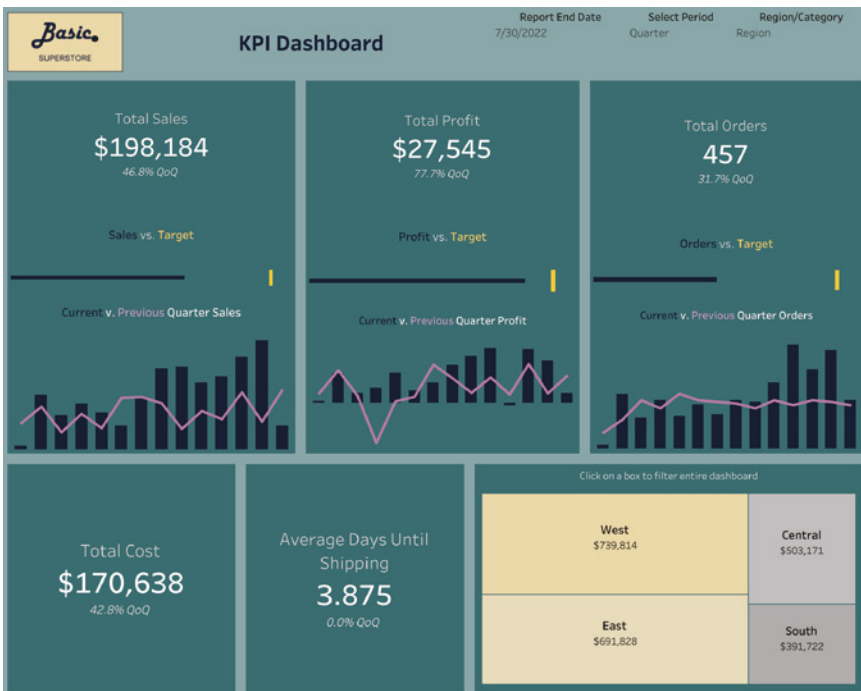 Basic.
SUPERSTORE
KPI Dashboard
Report End Date
7/30/2022
Select Period
Quarter
Region/Category
Region
Total Sales
$198,184
46.8% QoQ
Sales vs. Target
Current v. Previous Quarter Sales
Total Profit
$27,545
77.7% QoQ
Profit vs. Target
Current v. Previous Quarter Profit
Total Orders
457
31.7% QoQ
Orders vs. Target
Current v. Previous Quarter Orders
Total Cost
$170,638
42.8% QoQ
Average Days Until
Shipping
3.875
0.0% QoQ
Click on a box to filter entire dashboard
West
$739,814
Central
$503,171
East
$691,828
South
$391,722